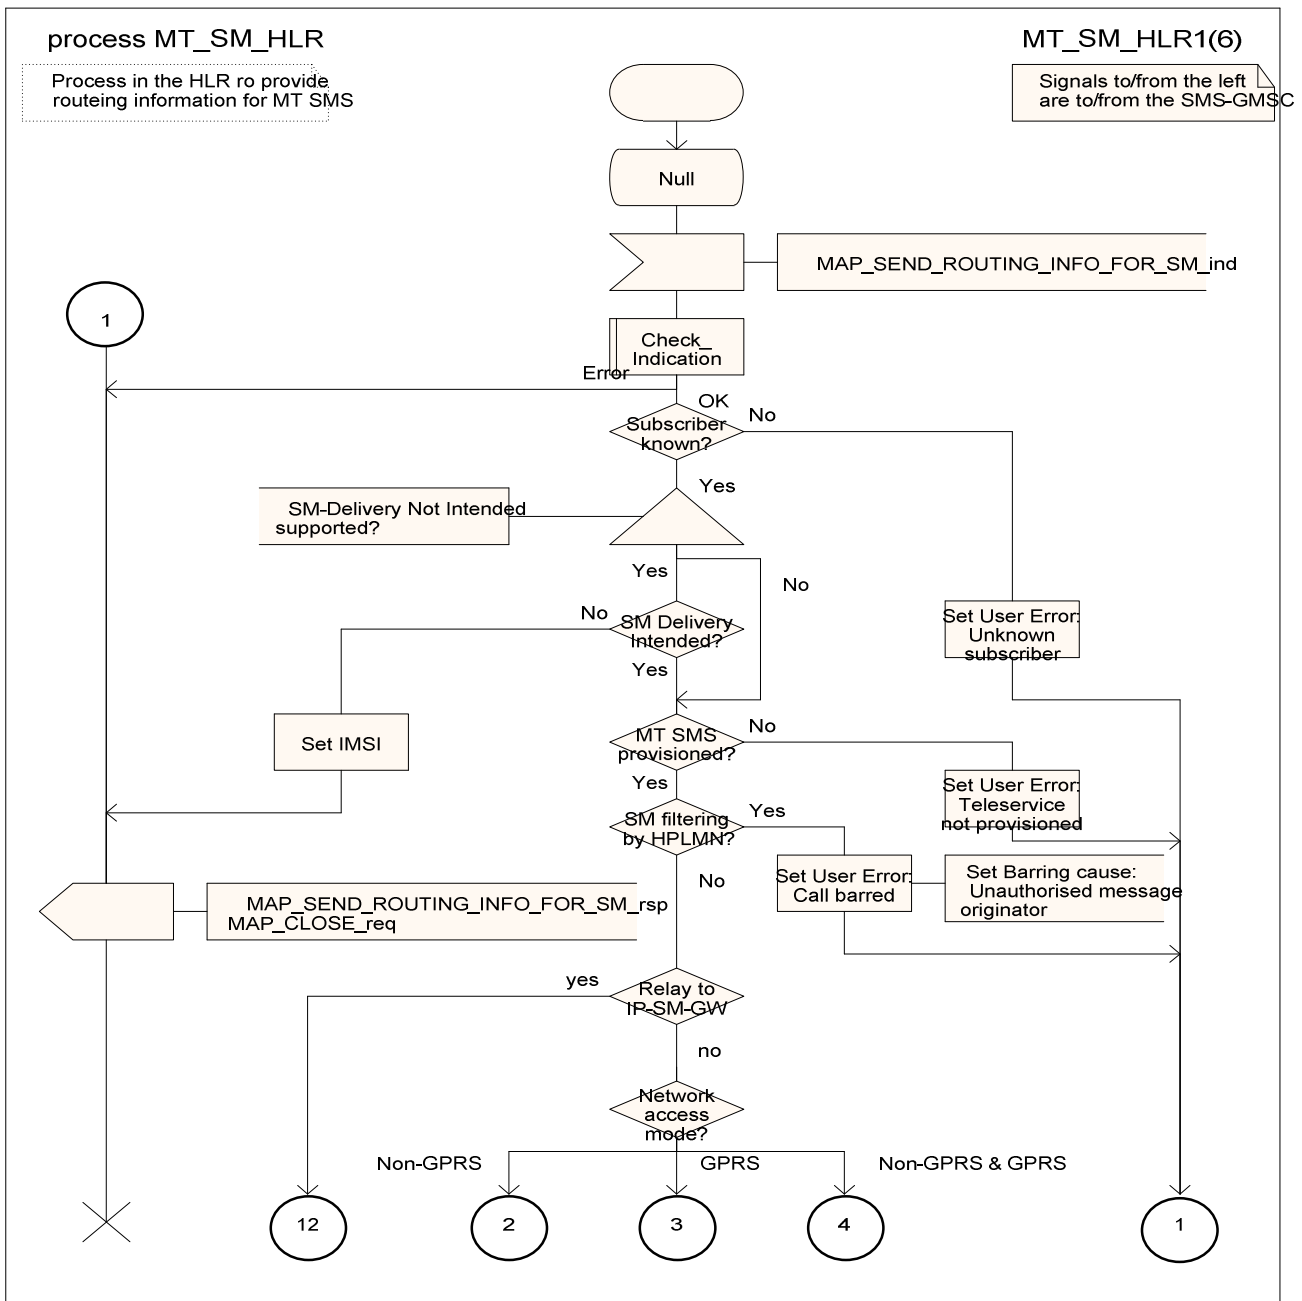 process MT_SM_HLR
MT_SM_HLR1(6)
Process in the HLR ro provide
routeing information for MT SMS
Signals to/from the left
are to/from the SMS-GMSC
Null
MAP_SEND_ROUTING_INFO_FOR_SM_ind
1
Check_
Indication
Error
OK
No
Subscriber
known?
Yes
SM-Delivery Not Intended
supported?
Yes
No
No
SM Delivery
Intended?
Set User Error:
Unknown
subscriber
Yes
No
MT SMS
provisioned?
Set IMSI
Yes
Set User Error:
Teleservice
not provisioned
SM filtering
by HPLMN?
Yes
No
Set User Error:
Call barred
Set Barring cause:
Unauthorised message
originator
MAP_SEND_ROUTING_INFO_FOR_SM_rsp
MAP_CLOSE_req
yes
Relay to
IP-SM-GW
no
Network
access
mode?
Non-GPRS
GPRS
Non-GPRS & GPRS
12
2
3
4
1